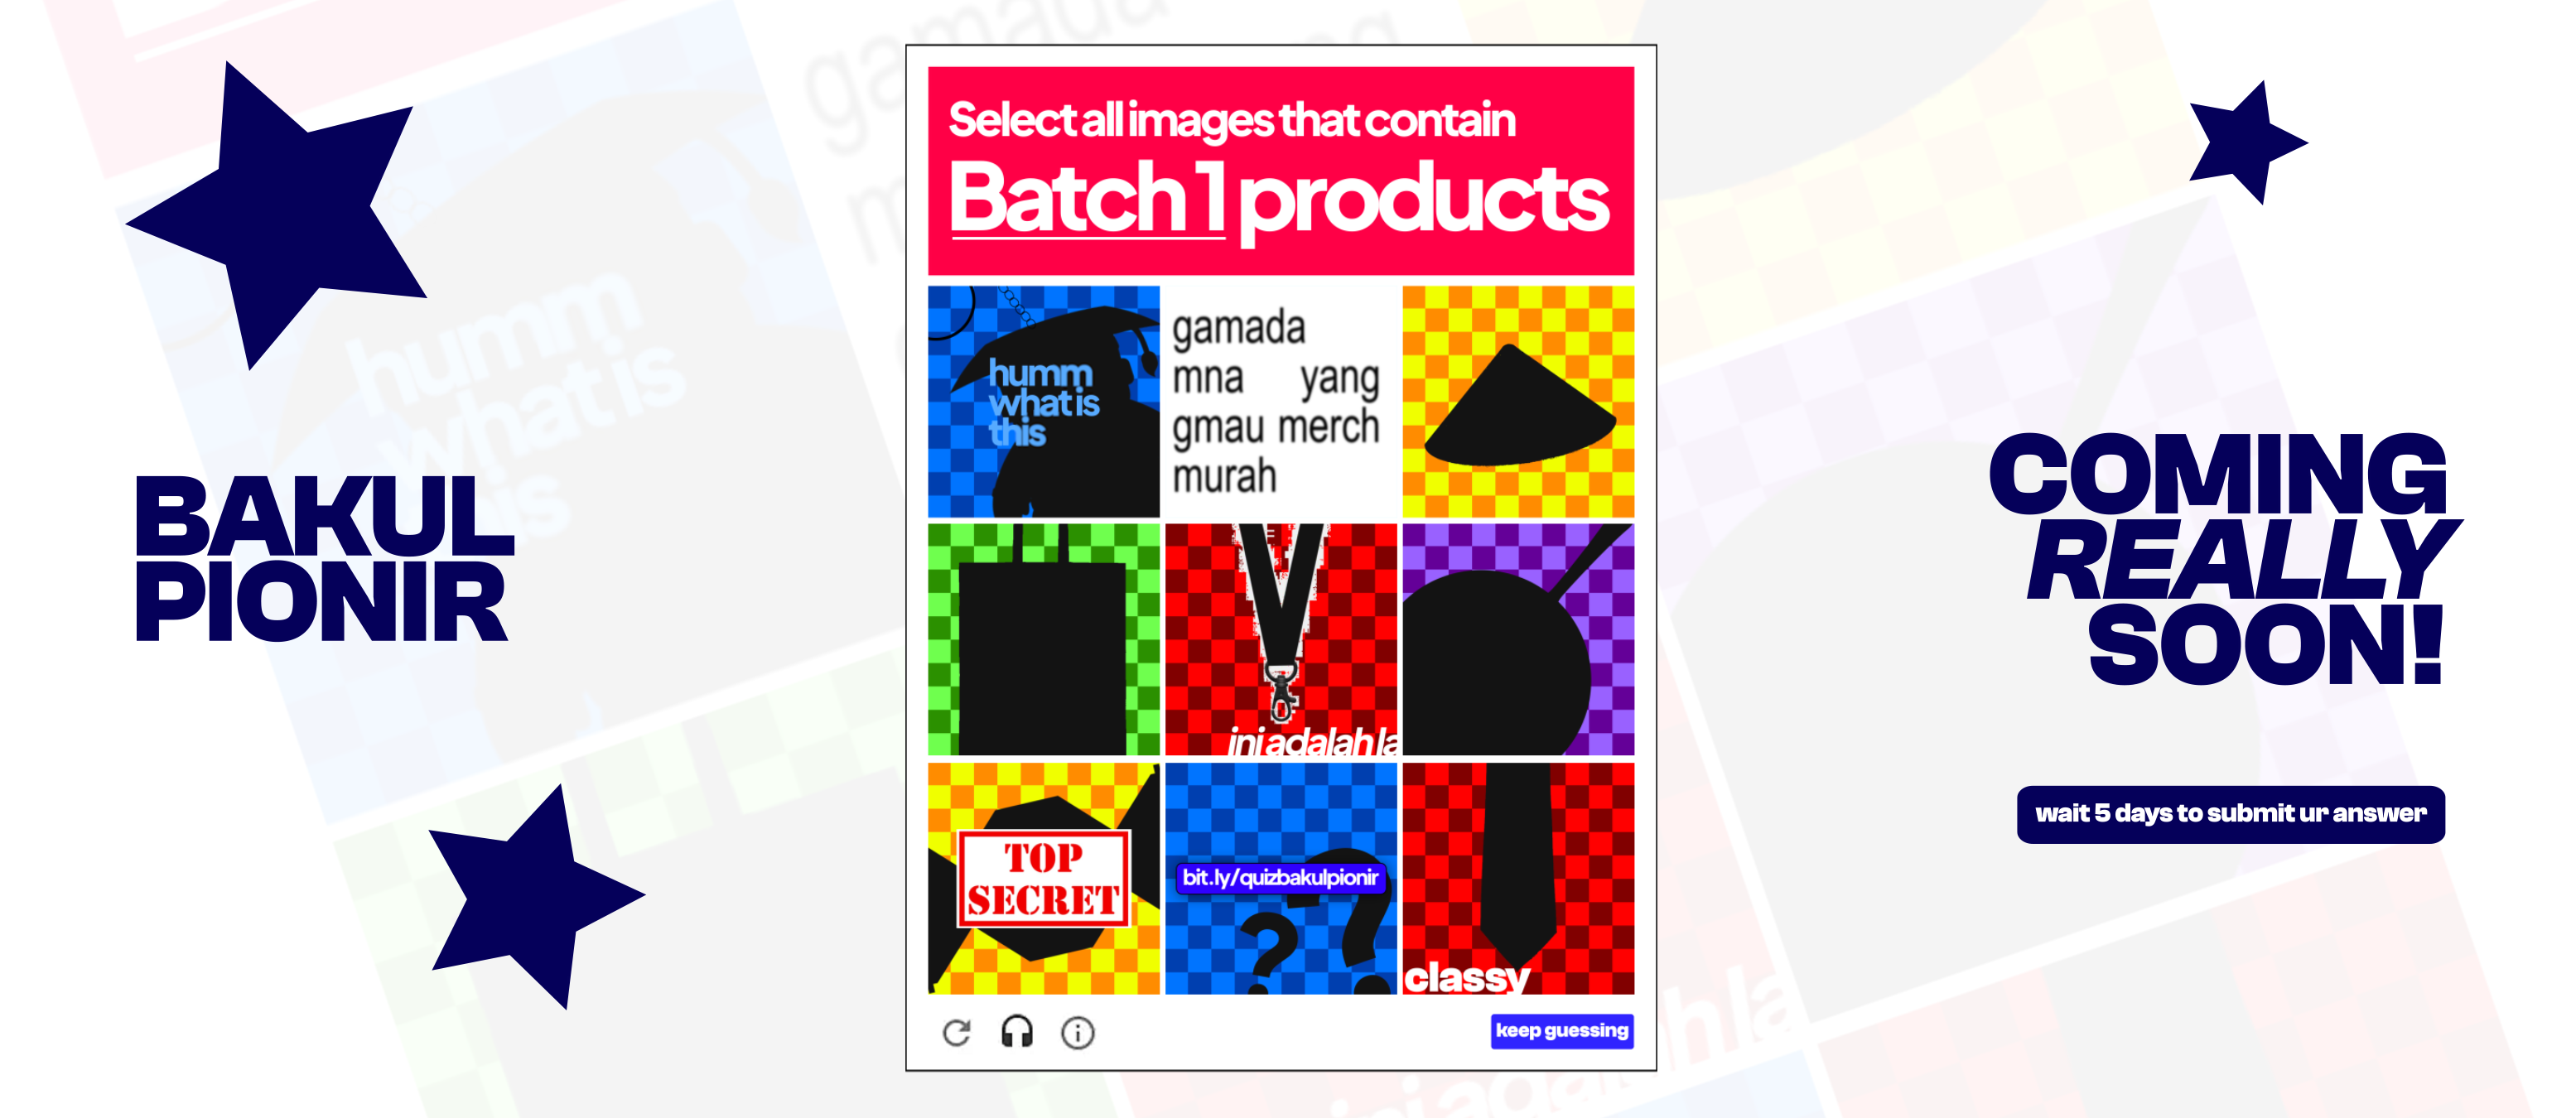 BAKUL
PIONIR
Select all images that contain
Batch 1 products
humm
what is
this
gamada
mna yang
gmau merch
murah
ini adalah la
TOP
SECRET
bit.ly/quizbakulpionir
classy
keep guessing
COMING
REALLY
SOON!
wait 5 days to submit ur answer